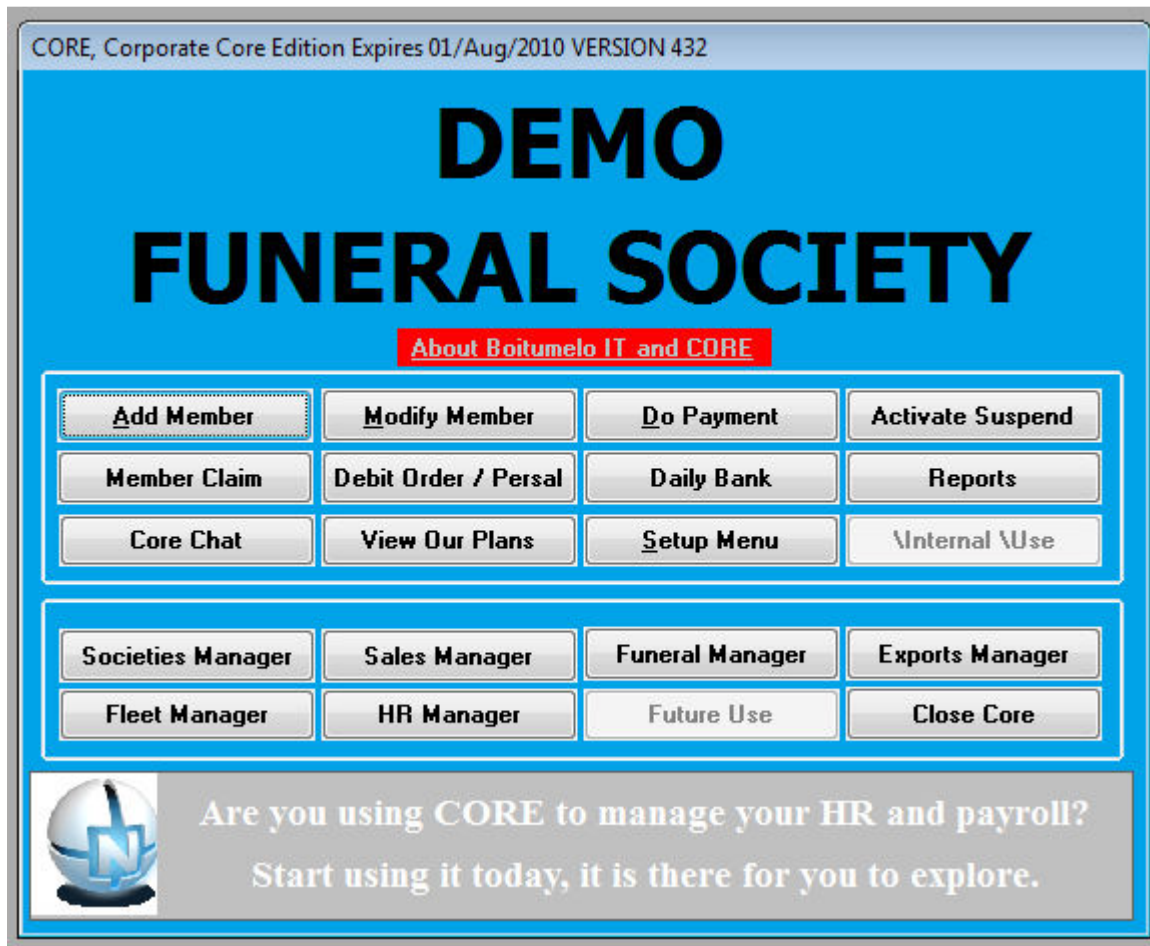 CORE, Corporate Core Edition Expires 01/Aug/2010 VERSION 432
DEMO
FUNERAL SOCIETY
About Boitumelo IT and CORE
Add Member
Modify Member
Do Payment
Activate Suspend
Member Claim
Debit Order / Persal
Daily Bank
Reports
Core Chat
View Our Plans
Setup Menu
\Internal \Use
Societies Manager
Sales Manager
Funeral Manager
Exports Manager
Fleet Manager
HR Manager
Future Use
Close Core
Are you using CORE to manage your HR and payroll?
Start using it today, it is there for you to explore.